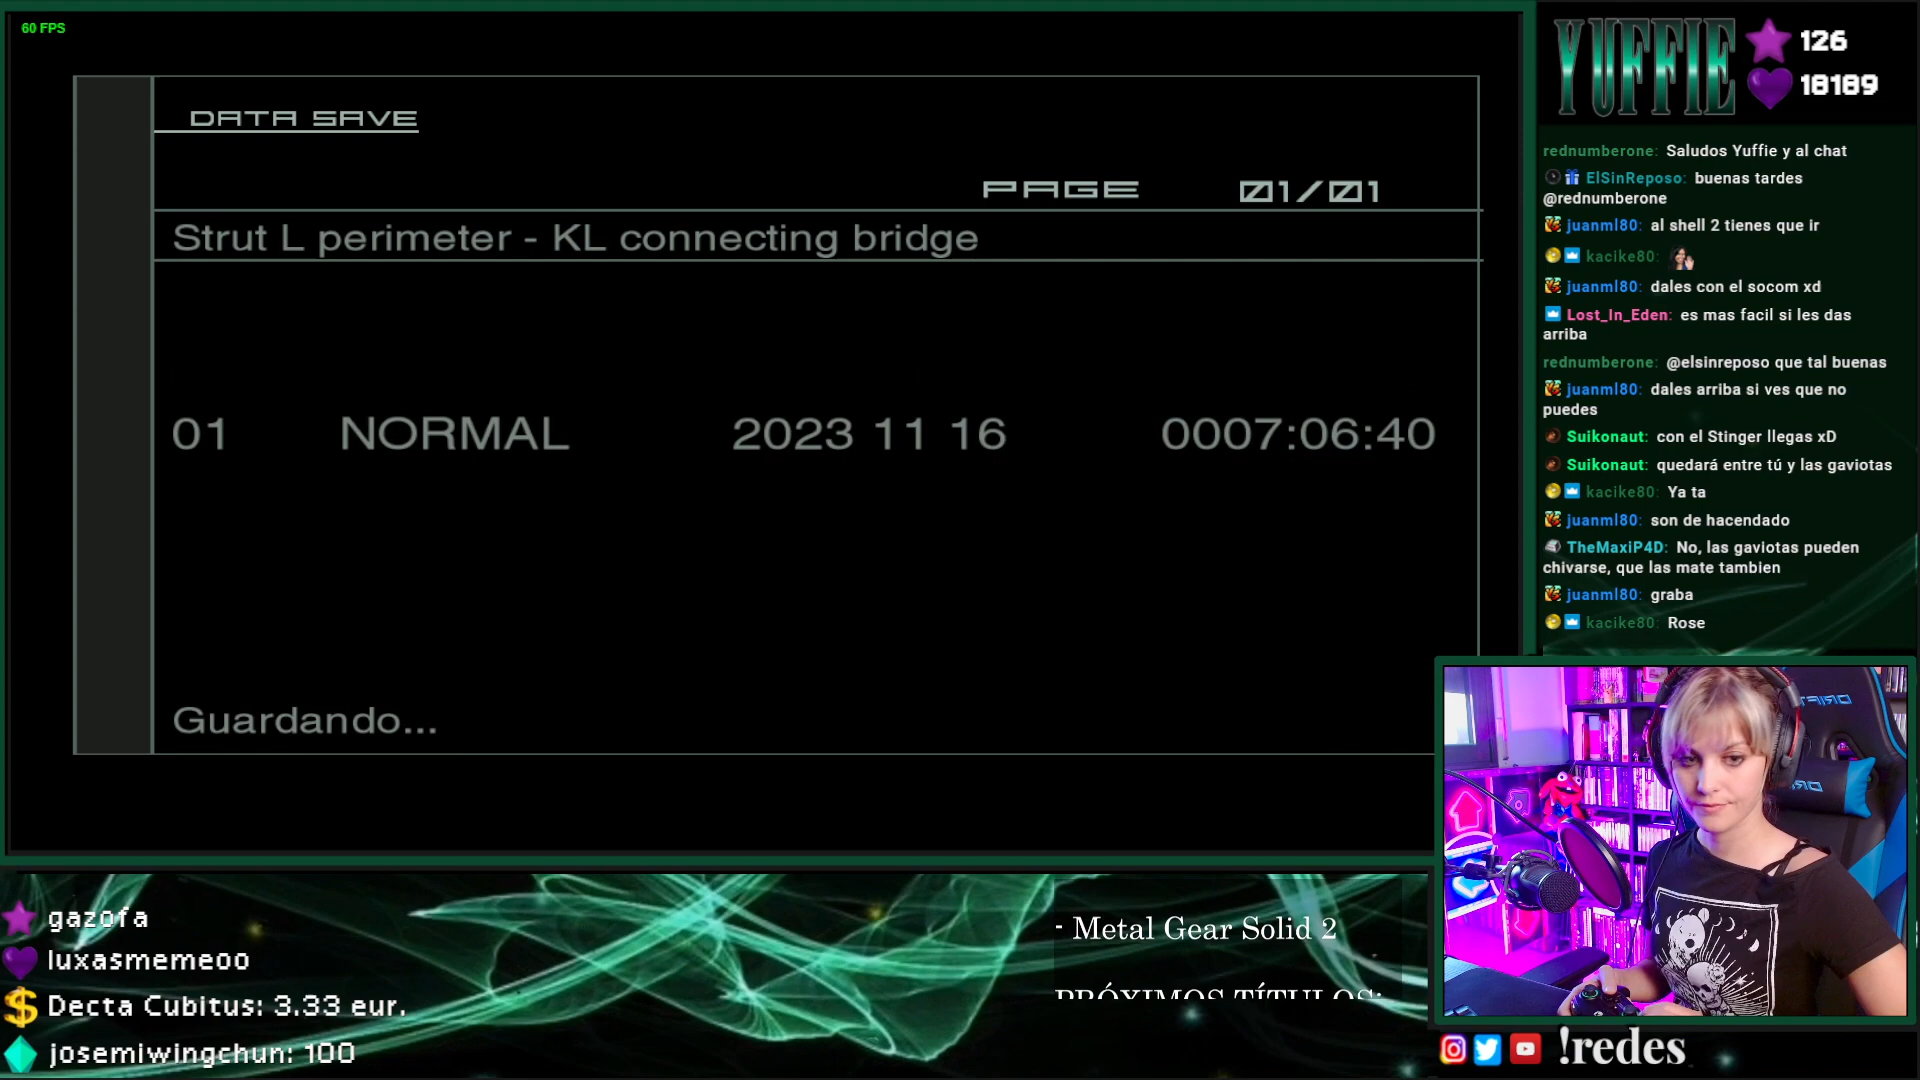 60 FPS
DATA SAVE
PAGE 01/01
Strut L perimeter - KL connecting bridge
01 NORMAL 2023 11 16 0007:06:40
Guardando...
YUFFIE
126
18189
rednumberone: Saludos Yuffie y al chat
ElSinReposo: buenas tardes
@rednumberone
juanml80: al shell 2 tienes que ir
kacike80:
juanml80: dales con el socom xd
Lost_In_Eden: es mas facil si les das
arriba
rednumberone: @elsinreposo que tal buenas
juanml80: dales arriba si ves que no
puedes
Suikonaut: con el Stinger llegas xD
Suikonaut: quedará entre tú y las gaviotas
kacike80: Ya ta
juanml80: son de hacendado
TheMaxiP4D: No, las gaviotas pueden
chivarse, que las mate tambien
juanml80: graba
kacike80: Rose
gazofa
luxasmemeoo
Decta Cubitus: 3.33 eur.
josemiwingchun: 100
- Metal Gear Solid 2
PRÓXIMOS TÍTULOS:
!redes